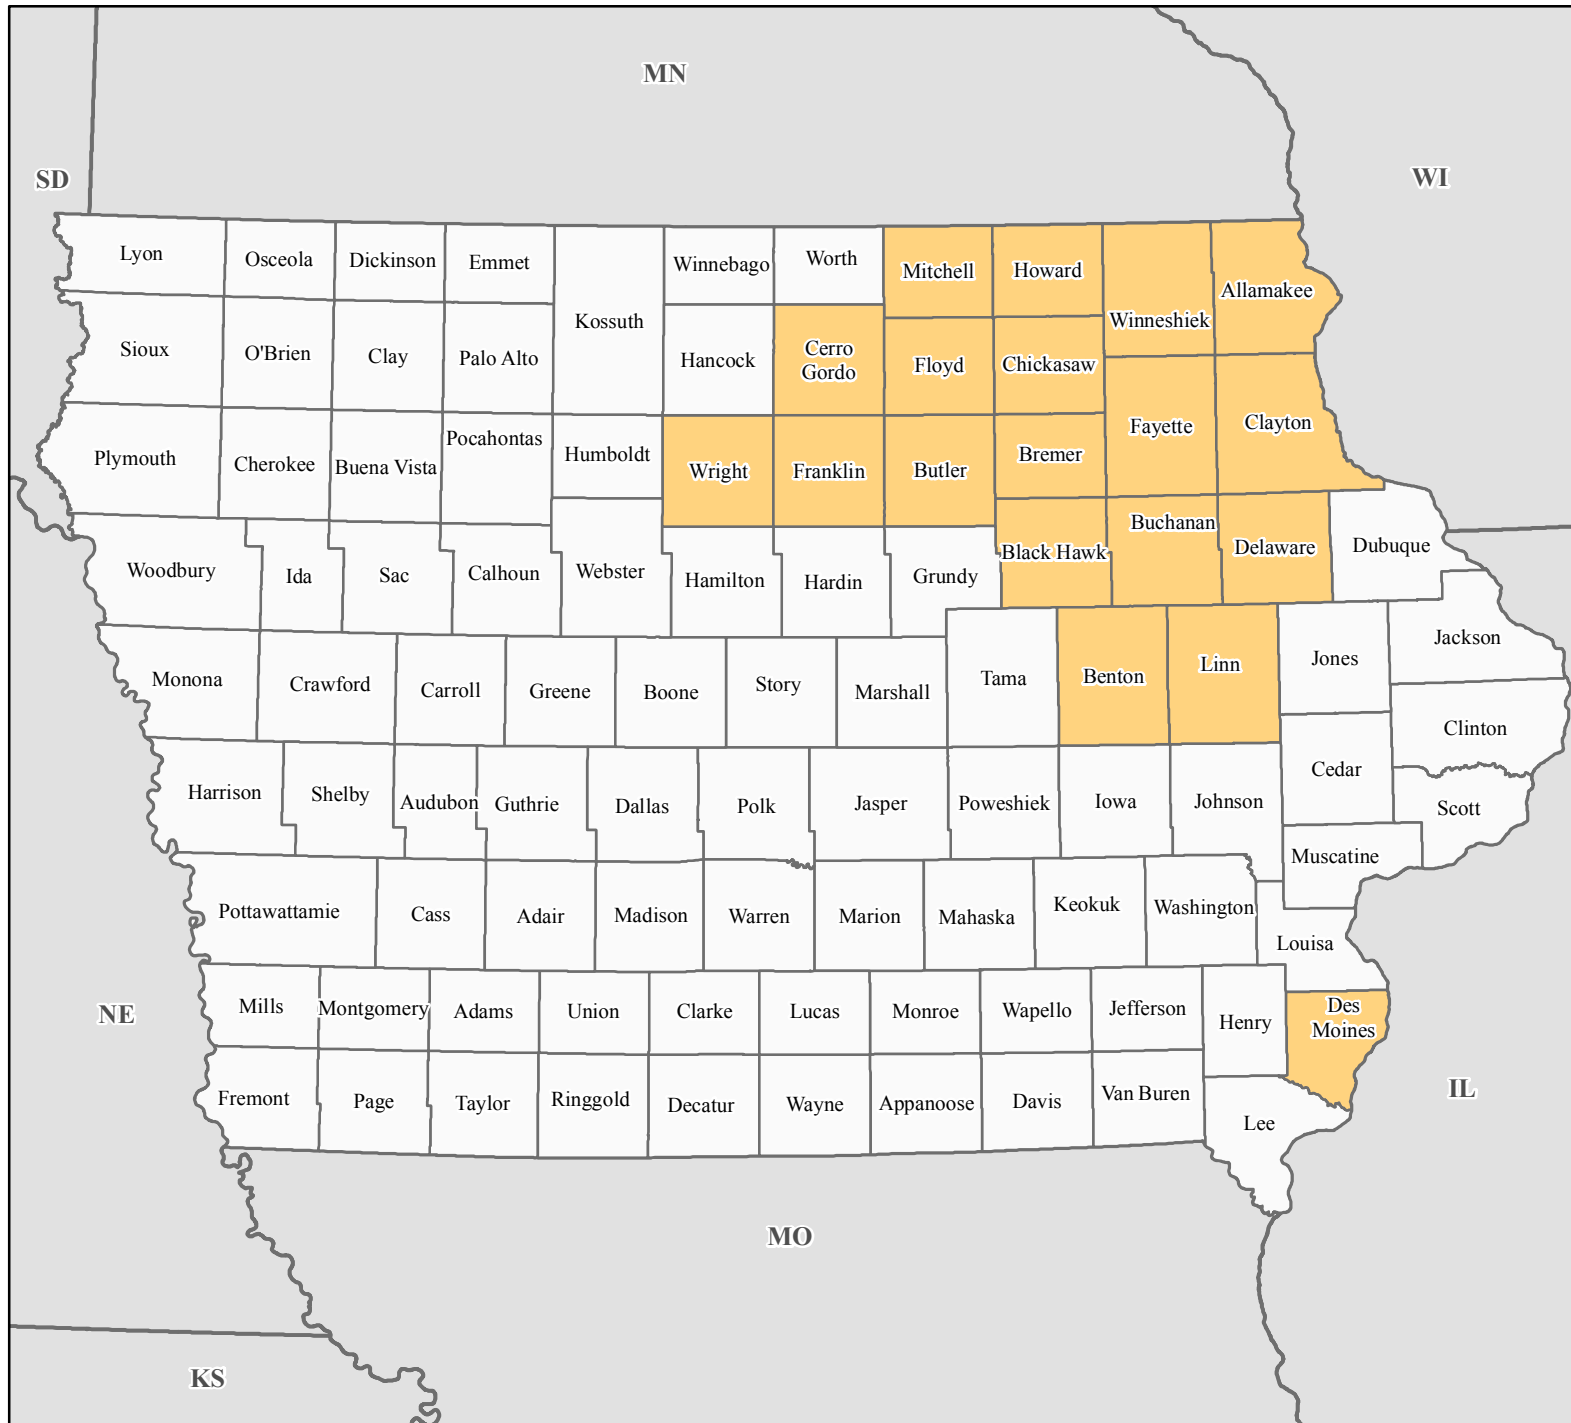 MN
SD
WI
Lyon
Osceola
Dickinson
Emmet
Kossuth
Winnebago
Worth
Mitchell
Howard
Winneshiek
Allamakee
Sioux
O'Brien
Clay
Palo Alto
Hancock
Cerro
Gordo
Floyd
Chickasaw
Fayette
Clayton
Plymouth
Cherokee
Buena Vista
Pocahontas
Humboldt
Wright
Franklin
Butler
Bremer
Woodbury
Ida
Sac
Calhoun
Webster
Hamilton
Hardin
Grundy
Black Hawk
Buchanan
Delaware
Dubuque
Monona
Crawford
Carroll
Greene
Boone
Story
Marshall
Tama
Benton
Linn
Jones
Jackson
Clinton
Harrison
Shelby
Audubon
Guthrie
Dallas
Polk
Jasper
Poweshiek
Iowa
Johnson
Cedar
Scott
Muscatine
Pottawattamie
Cass
Adair
Madison
Warren
Marion
Mahaska
Keokuk
Washington
Louisa
NE
Mills
Montgomery
Adams
Union
Clarke
Lucas
Monroe
Wapello
Jefferson
Henry
Des
Moines
Fremont
Page
Taylor
Ringgold
Decatur
Wayne
Appanoose
Davis
Van Buren
Lee
IL
MO
KS